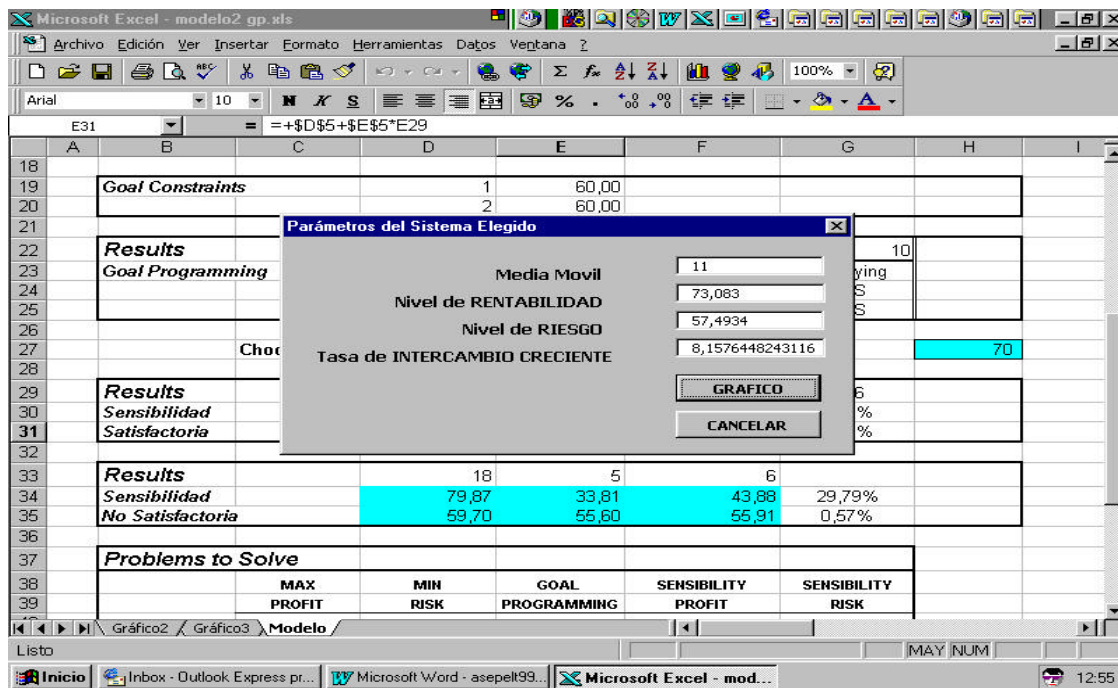 Microsoft Excel - modelo2 gp.xls
Archivo Edición Ver Insertar Formato Herramientas Datos Ventana ?
100%
Arial 10 N K S
E31 = =+$D$5+$E$5*E29
A B C D E F G H I
18
19 Goal Constraints 1 60,00
20 2 60,00
21 Parámetros del Sistema Elegido
22 Results 10
23 Goal Programming Media Movil 11 ying
24 Nivel de RENTABILIDAD 73,083 S
25 Nivel de RIESGO 57,4934 S
26
27 Choo Tasa de INTERCAMBIO CRECIENTE 8,1576448243116 70
28
29 Results GRAFICO 6
30 Sensibilidad %
31 Satisfactoria CANCELAR %
32
33 Results 18 5 6
34 Sensibilidad 79,87 33,81 43,88 29,79%
35 No Satisfactoria 59,70 55,60 55,91 0,57%
36
37 Problems to Solve
38 MAX MIN GOAL SENSIBILITY SENSIBILITY
39 PROFIT RISK PROGRAMMING PROFIT RISK
Gráfico2 Gráfico3 Modelo
Listo MAY NUM
Inicio Inbox - Outlook Express pr... Microsoft Word - asepelt99... Microsoft Excel - mod... 12:55